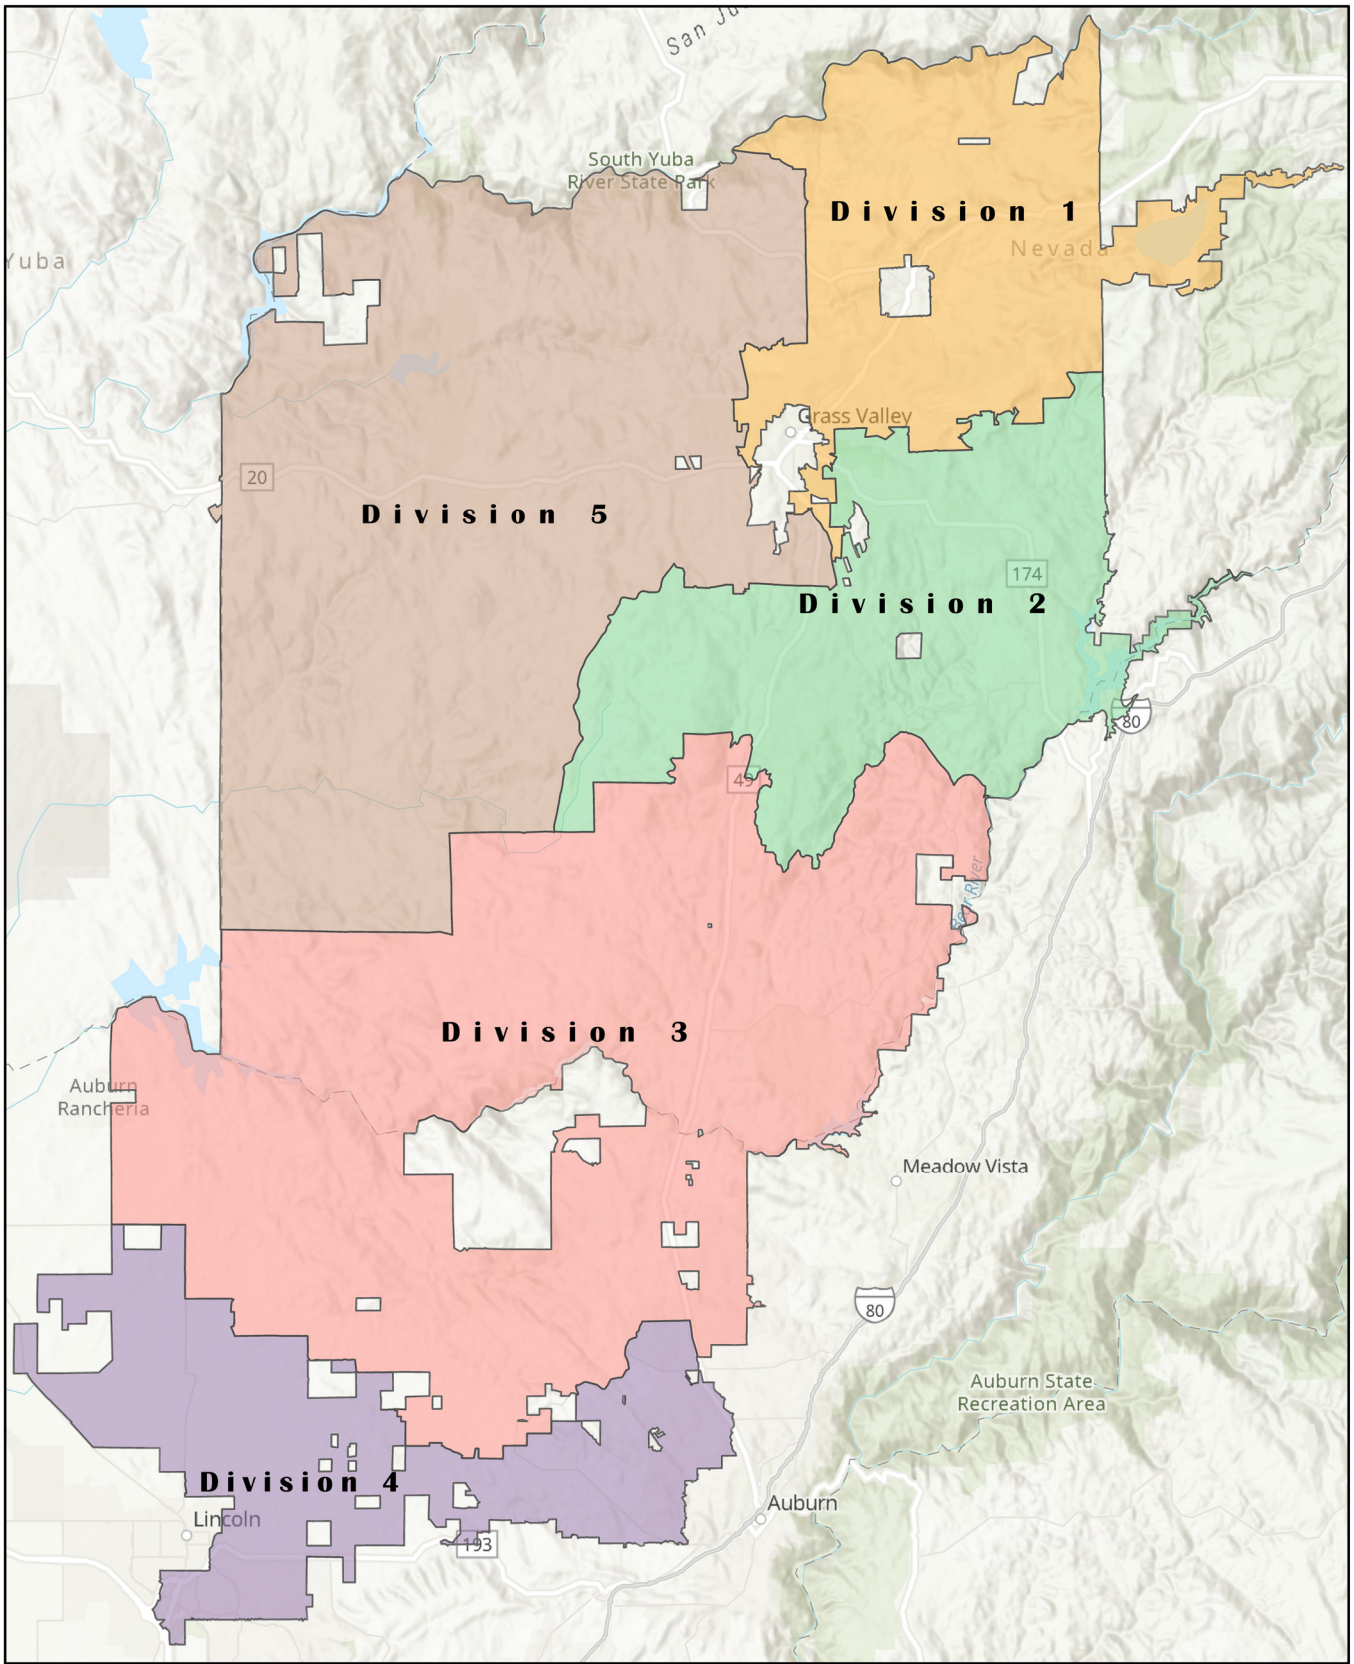 San Ju
South Yuba
River State Park
Division 1
Nevada
Yuba
Grass Valley
20
Division 5
174
Division 2
80
49
Bear River
Division 3
Auburn
Rancheria
Meadow Vista
80
Auburn State
Recreation Area
Division 4
Auburn
Lincoln
193